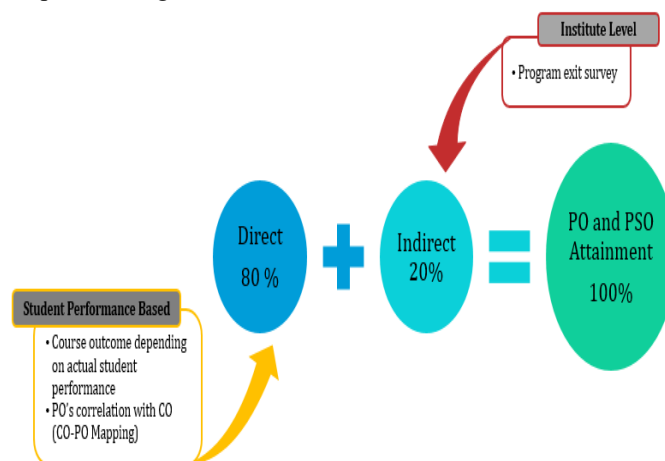 Institute Level
• Program exit survey
Direct
80 %
Indirect
20%
PO and PSO
Attainment
100%
Student Performance Based
• Course outcome depending
on actual student
performance
• PO's correlation with CO
(CO-PO Mapping)